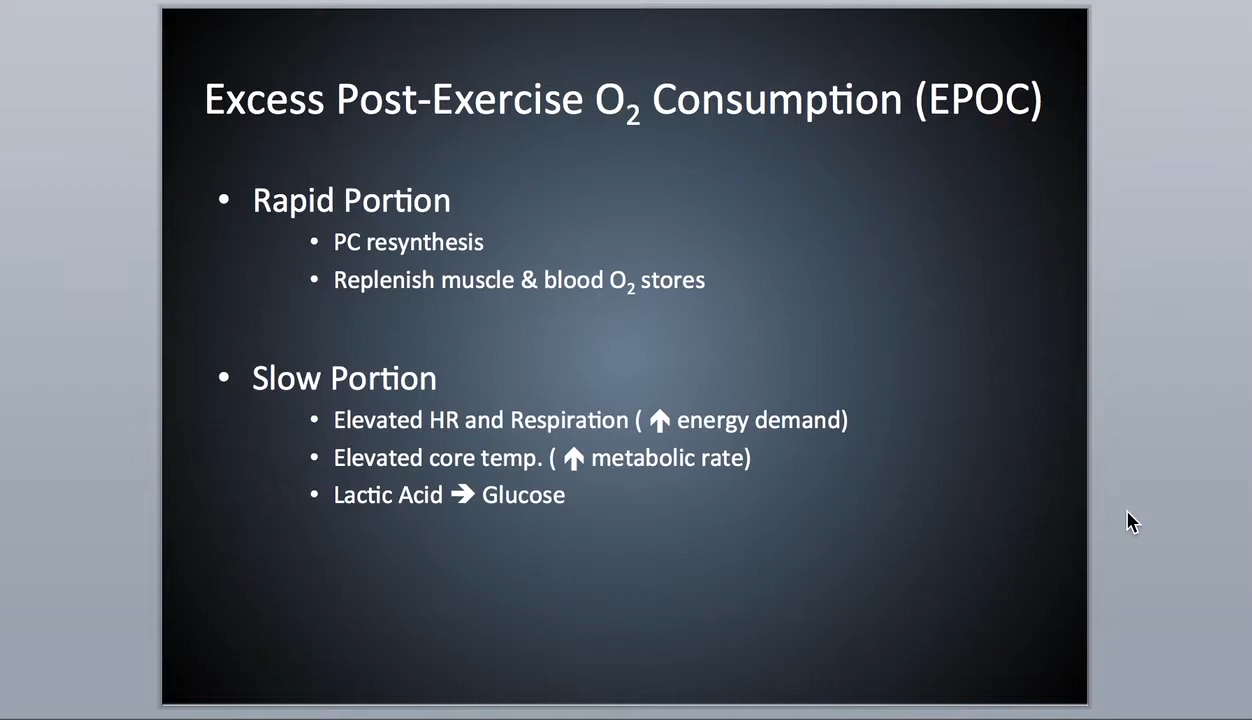 Excess Post-Exercise O₂ Consumption (EPOC)
• Rapid Portion
• PC resynthesis
• Replenish muscle & blood O₂ stores
• Slow Portion
• Elevated HR and Respiration ( ↑ energy demand)
• Elevated core temp. ( ↑ metabolic rate)
• Lactic Acid → Glucose